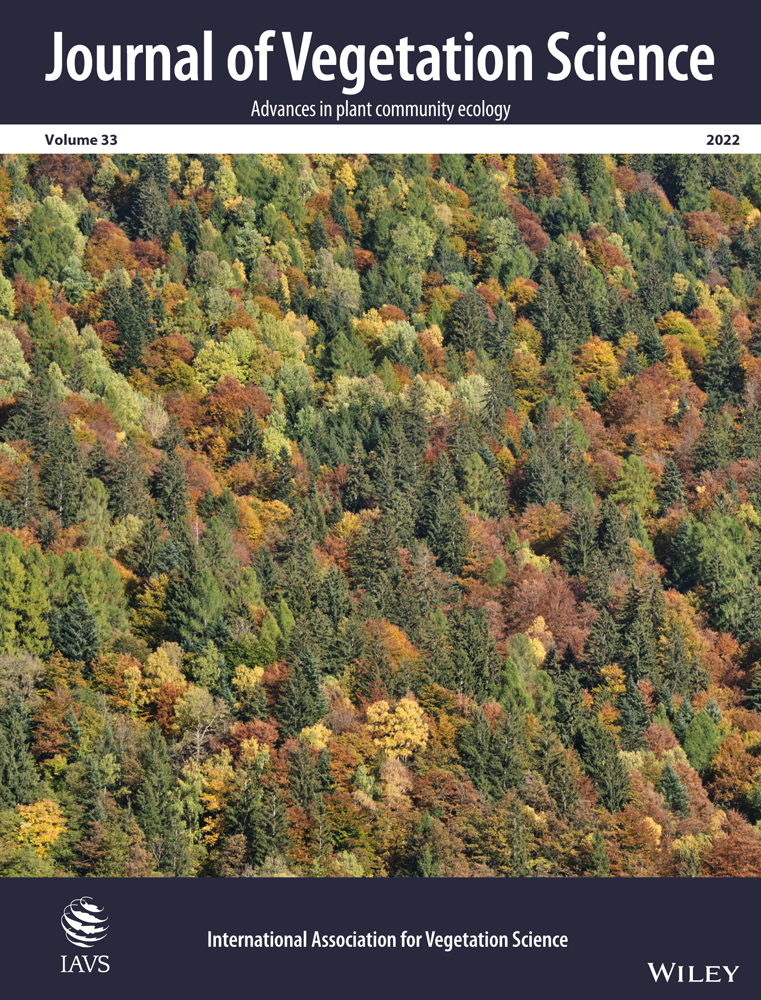 Journal of Vegetation Science
Advances in plant community ecology
Volume 33 2022
International Association for Vegetation Science
IAVS
WILEY